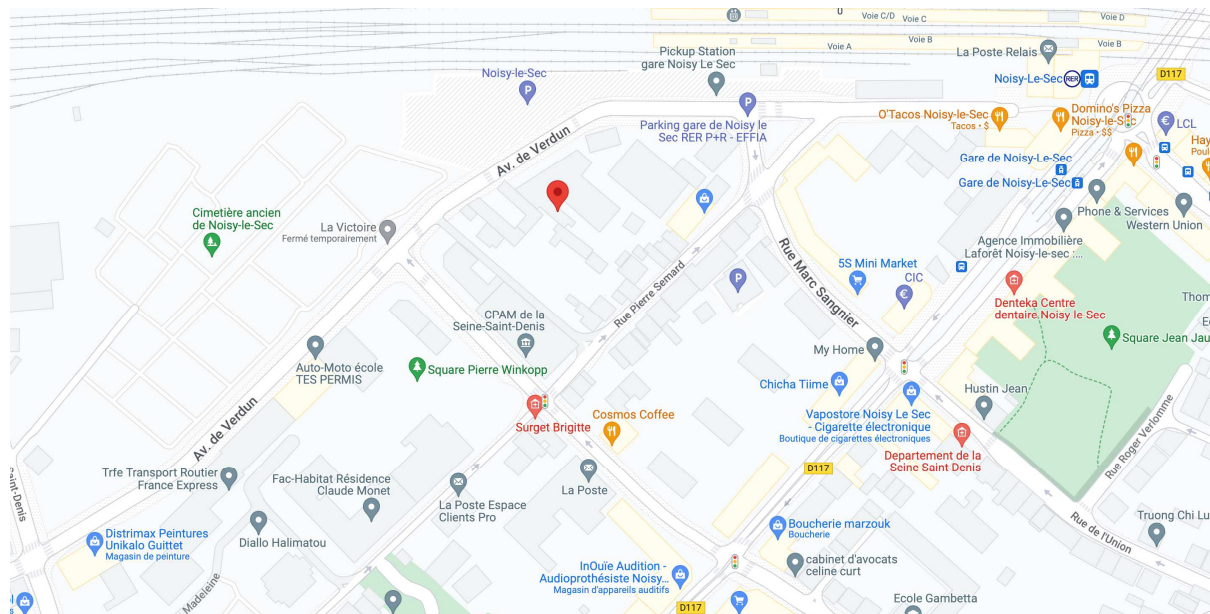 U
Voie C/D
Voie C
Voie D
Voie A
Voie B
Voie B
Pickup Station
gare Noisy Le Sec
La Poste Relais
Noisy-le-Sec
P
Noisy-Le-Sec
RER
D117
P
Parking gare de Noisy le
Sec RER P+R - EFFIA
O'Tacos Noisy-le-Sec
Tacos • $
Domino's Pizza
Noisy-le-Sec
Pizza • $$
LCL
Hay
Poul
Av. de Verdun
Gare de Noisy-Le-Sec
Gare de Noisy-Le-Sec
Cimetière ancien
de Noisy-le-Sec
La Victoire
Fermé temporairement
Phone & Services
Western Union
Agence Immobilière
Laforêt Noisy-le-sec :...
Rue Marc Sangnier
5S Mini Market
CIC
P
Rue Pierre Semard
Denteka Centre
dentaire Noisy le Sec
Thom
CPAM de la
Seine-Saint-Denis
Square Jean Jau
Auto-Moto école
TES PERMIS
Square Pierre Winkopp
My Home
Chicha Tiime
Hustin Jean
Vapostore Noisy Le Sec
- Cigarette électronique
Boutique de cigarettes électroniques
Surget Brigitte
Cosmos Coffee
Av. de Verdun
Rue Roger Verlomme
Departement de la
Seine Saint Denis
D117
Trfe Transport Routier
France Express
Fac-Habitat Résidence
Claude Monet
La Poste
Saint-Denis
La Poste Espace
Clients Pro
Rue de l'Union
Truong Chi Lu
Distrimax Peintures
Unikalo Guittet
Magasin de peinture
Diallo Halimatou
Boucherie marzouk
Boucherie
cabinet d'avocats
celine curt
InOuïe Audition -
Audioprothésiste Noisy...
Magasin d'appareils auditifs
Madeleine
Ecole Gambetta
D117